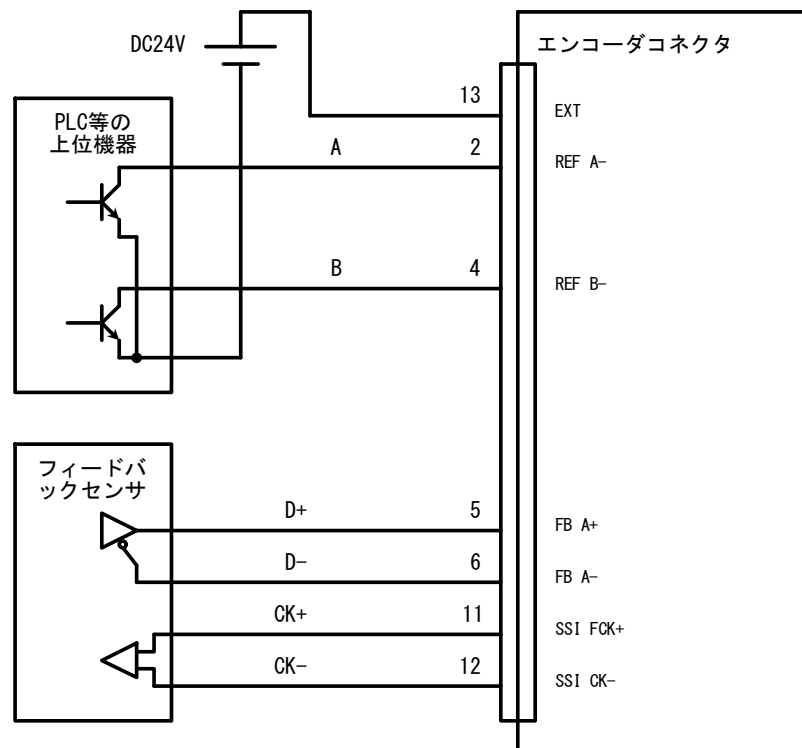 DC24V
エンコーダコネクタ
PLC等の
上位機器
13
EXT
A
2
REF A-
B
4
REF B-
フィードバ
ックセンサ
D+
5
FB A+
D-
6
FB A-
CK+
11
SSI FCK+
CK-
12
SSI CK-